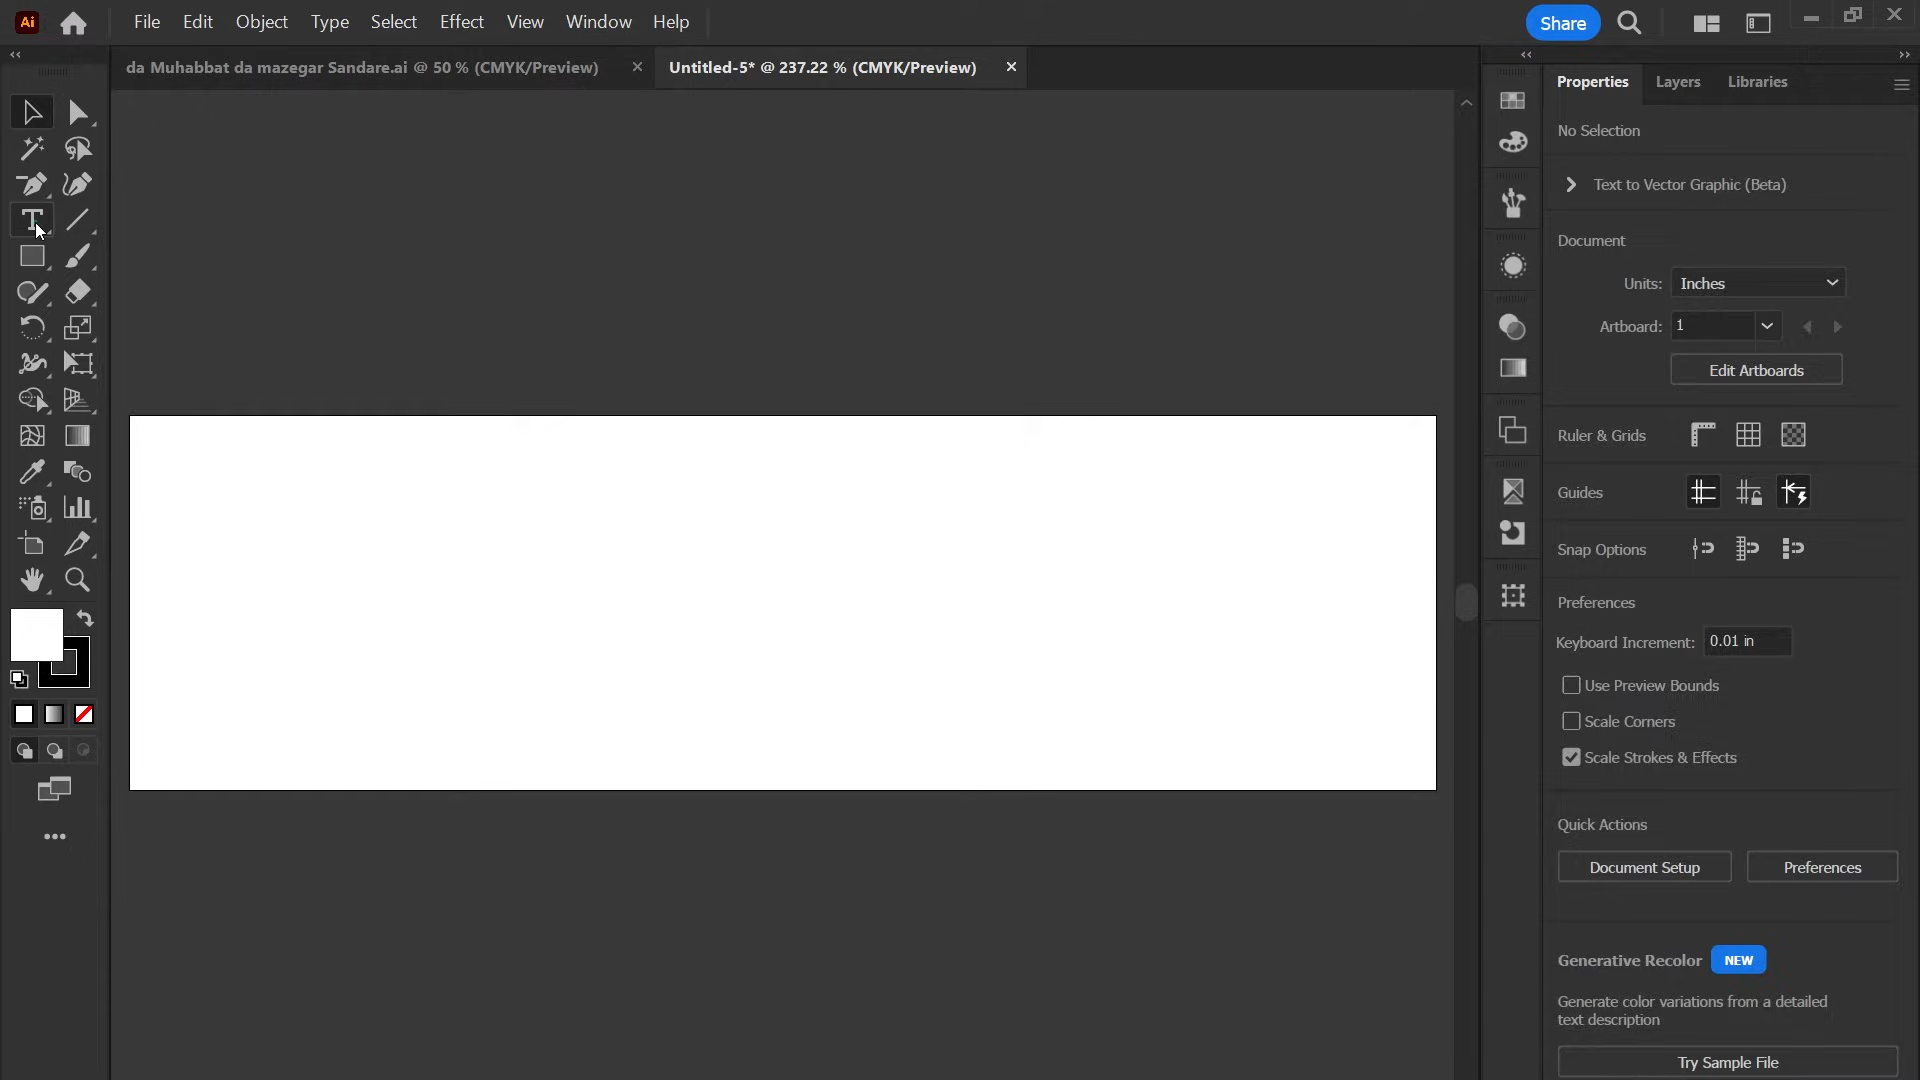 Ai File Edit Object Type Select Effect View Window Help Share
da Muhabbat da mazegar Sandare.ai @ 50 % (CMYK/Preview) × Untitled-5* @ 237.22 % (CMYK/Preview) ×
Properties Layers Libraries
No Selection
Text to Vector Graphic (Beta)
Document
Units: Inches
Artboard: 1
Edit Artboards
Ruler & Grids
Guides
Snap Options
Preferences
Keyboard Increment: 0.01 in
Use Preview Bounds
Scale Corners
Scale Strokes & Effects
Quick Actions
Document Setup Preferences
Generative Recolor NEW
Generate color variations from a detailed
text description
Try Sample File